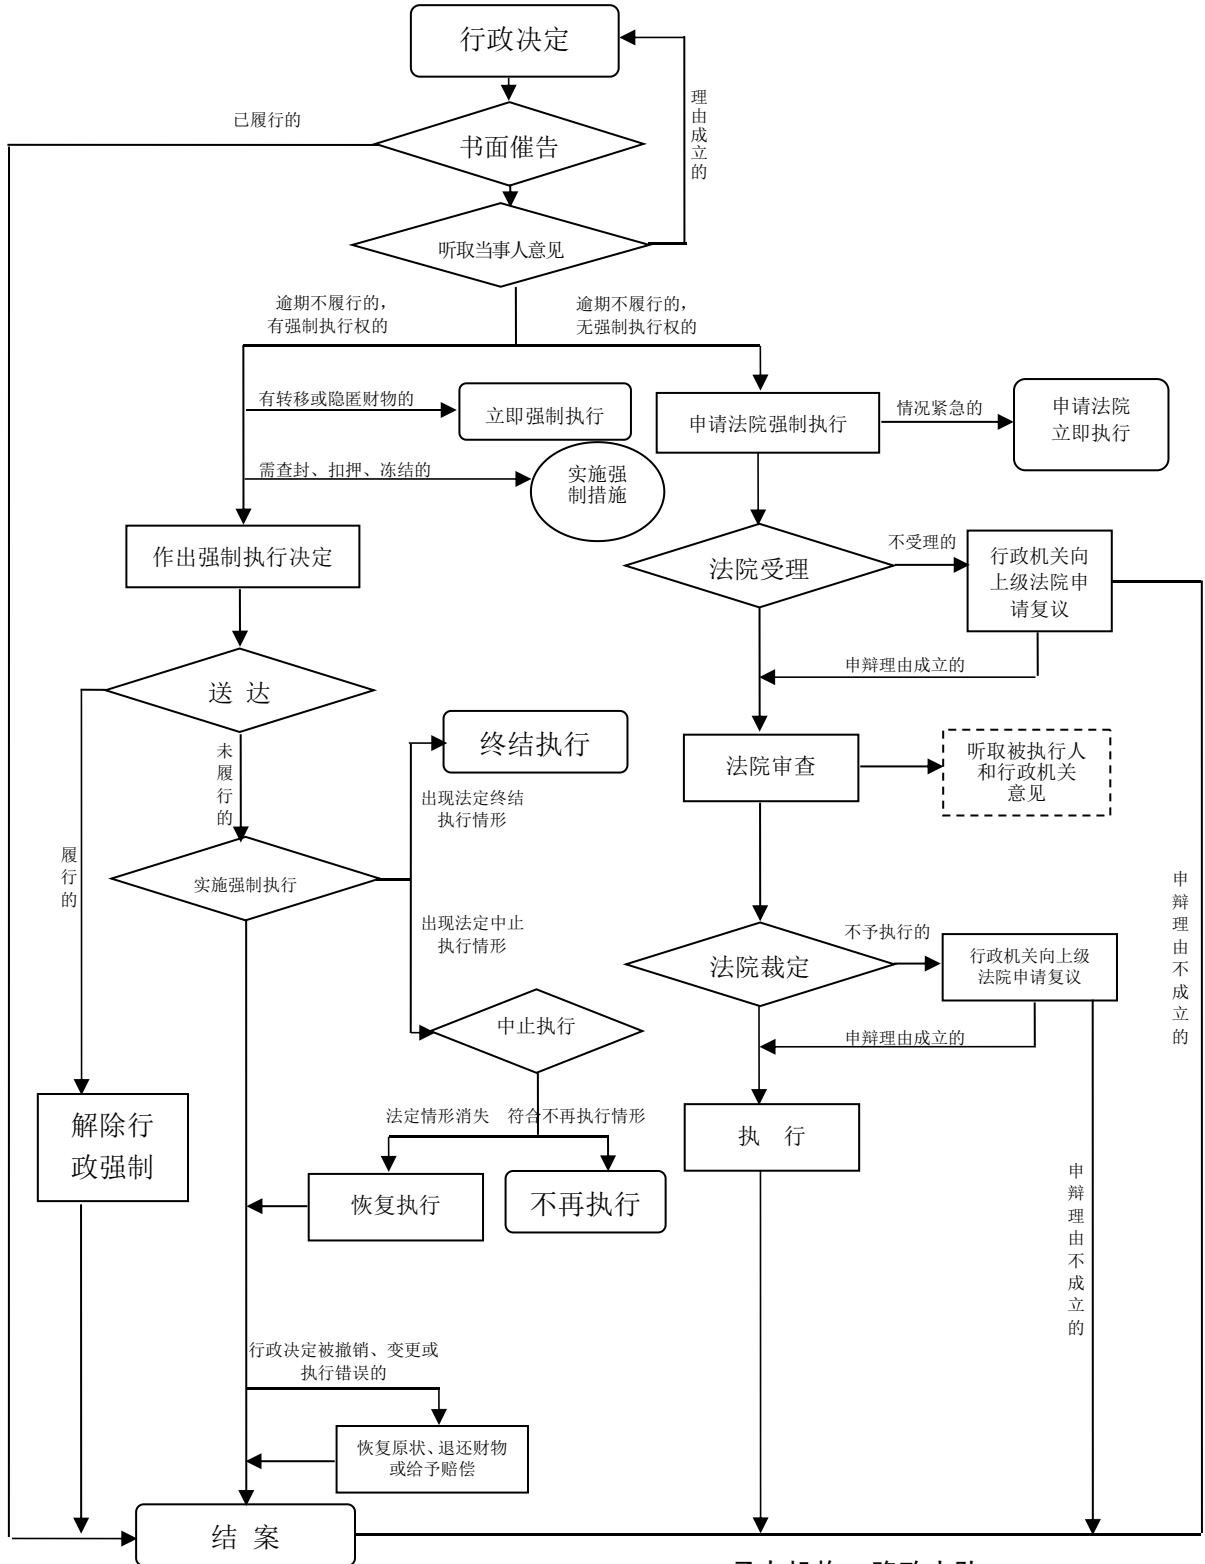 行政决定
理由成立的
已履行的
书面催告
听取当事人意见
逾期不履行的，
有强制执行权的
逾期不履行的，
无强制执行权的
有转移或隐匿财物的
立即强制执行
申请法院强制执行
情况紧急的
申请法院
立即执行
需查封、扣押、冻结的
实施强
制措施
作出强制执行决定
法院受理
不受理的
行政机关向
上级法院申
请复议
申辩理由成立的
送 达
未履行的
终结执行
法院审查
听取被执行人
和行政机关
意见
出现法定终结
执行情形
履行的
实施强制执行
出现法定中止
执行情形
法院裁定
不予执行的
行政机关向上级
法院申请复议
申辩理由不成立的
中止执行
申辩理由成立的
解除行
政强制
法定情形消失
符合不再执行情形
执 行
恢复执行
不再执行
申辩理由不成立的
行政决定被撤销、变更或
执行错误的
恢复原状、退还财物
或给予赔偿
结 案